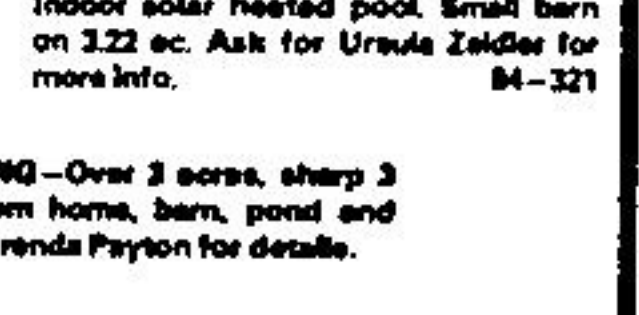 Indoor solar heated pool. Small barn
on 3.22 ac. Ask for Ursula Zeidler for
more info. 84-321
—Over 3 acres, sharp 3
home, barn, pond and
Payton for details.